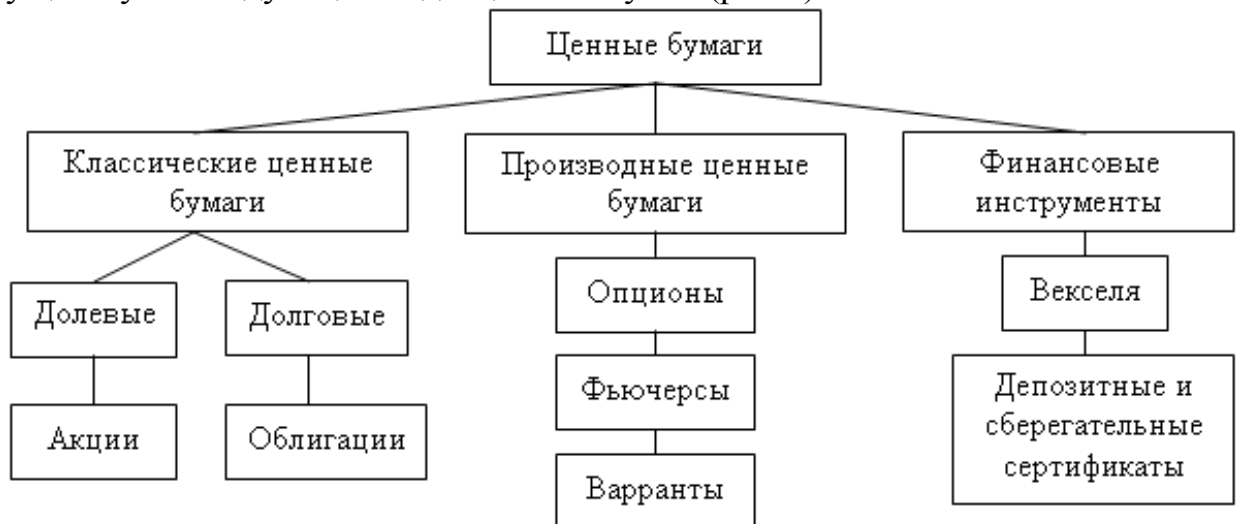 Ценные бумаги
Классические ценные
бумаги
Производные ценные
бумаги
Финансовые
инструменты
Долевые
Долговые
Опционы
Векселя
Акции
Облигации
Фьючерсы
Депозитные и
сберегательные
сертификаты
Варранты